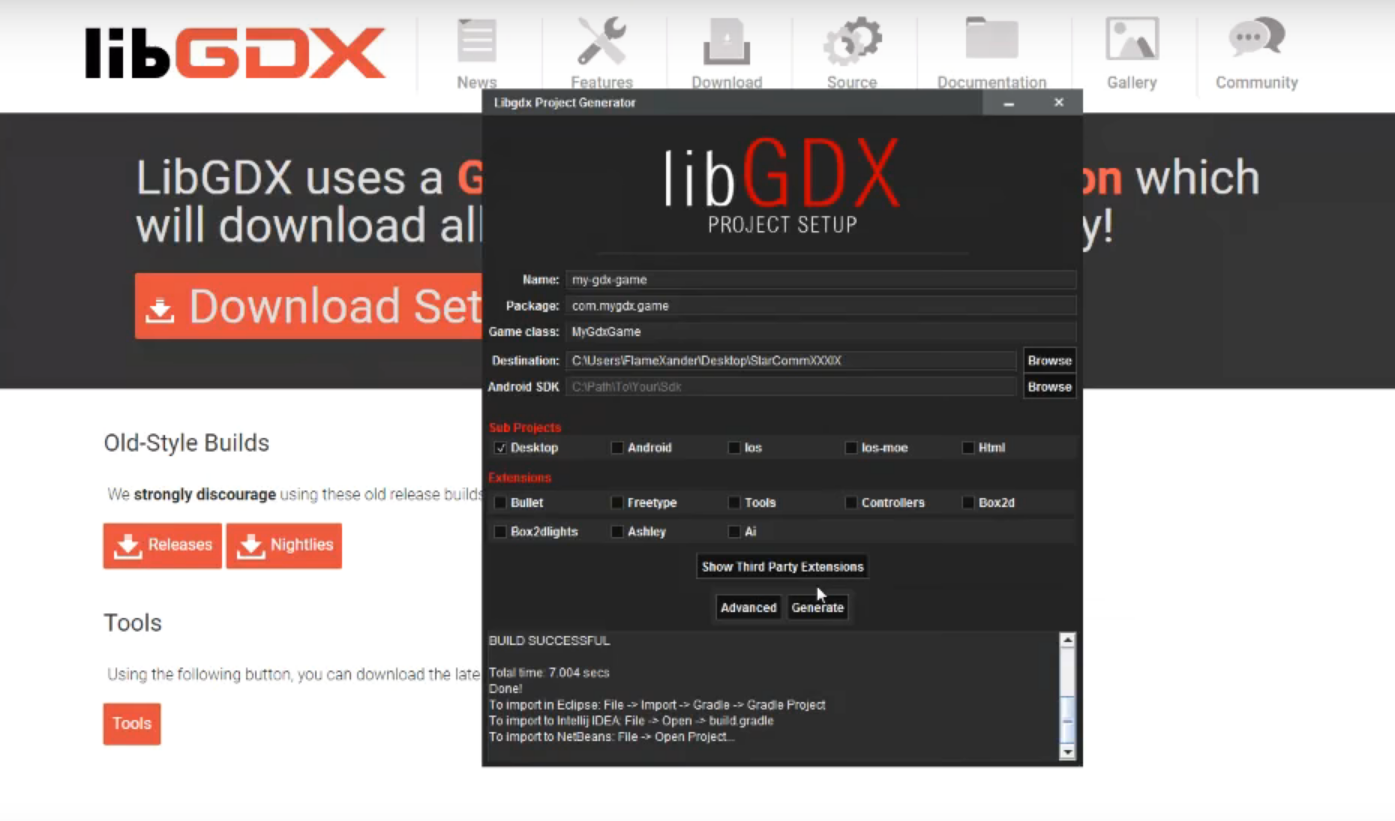 libGDX
News
Features
Download
Source
Documentation
Gallery
Community
Libgdx Project Generator
LibGDX uses a G
on which
will download all
y!
Download Set
libGDX
PROJECT SETUP
Name: my-gdx-game
Package: com.mygdx.game
Game class: MyGdxGame
Destination: C:\Users\FlameXander\Desktop\StarCommXXXIX Browse
Android SDK C:\Path\To\Your\Sdk Browse
Sub Projects
Desktop Android Ios Ios-moe Html
Extensions
Bullet Freetype Tools Controllers Box2d
Box2dlights Ashley Ai
Show Third Party Extensions
Advanced Generate
BUILD SUCCESSFUL
Total time: 7.004 secs
Done!
To import in Eclipse: File -> Import -> Gradle -> Gradle Project
To import to Intellij IDEA: File -> Open -> build.gradle
To import to NetBeans: File -> Open Project...
Old-Style Builds
We strongly discourage using these old release builds
Releases Nightlies
Tools
Using the following button, you can download the late
Tools